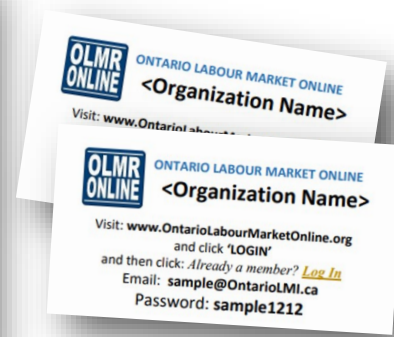 OLMR
ONLINE
ONTARIO LABOUR MARKET ONLINE
<Organization Name>
Visit: www.OntarioLabourM
OLMR
ONLINE
ONTARIO LABOUR MARKET ONLINE
<Organization Name>
Visit: www.OntarioLabourMarketOnline.org
and click ‘LOGIN’
and then click: Already a member? Log In
Email: sample@OntarioLMI.ca
Password: sample1212